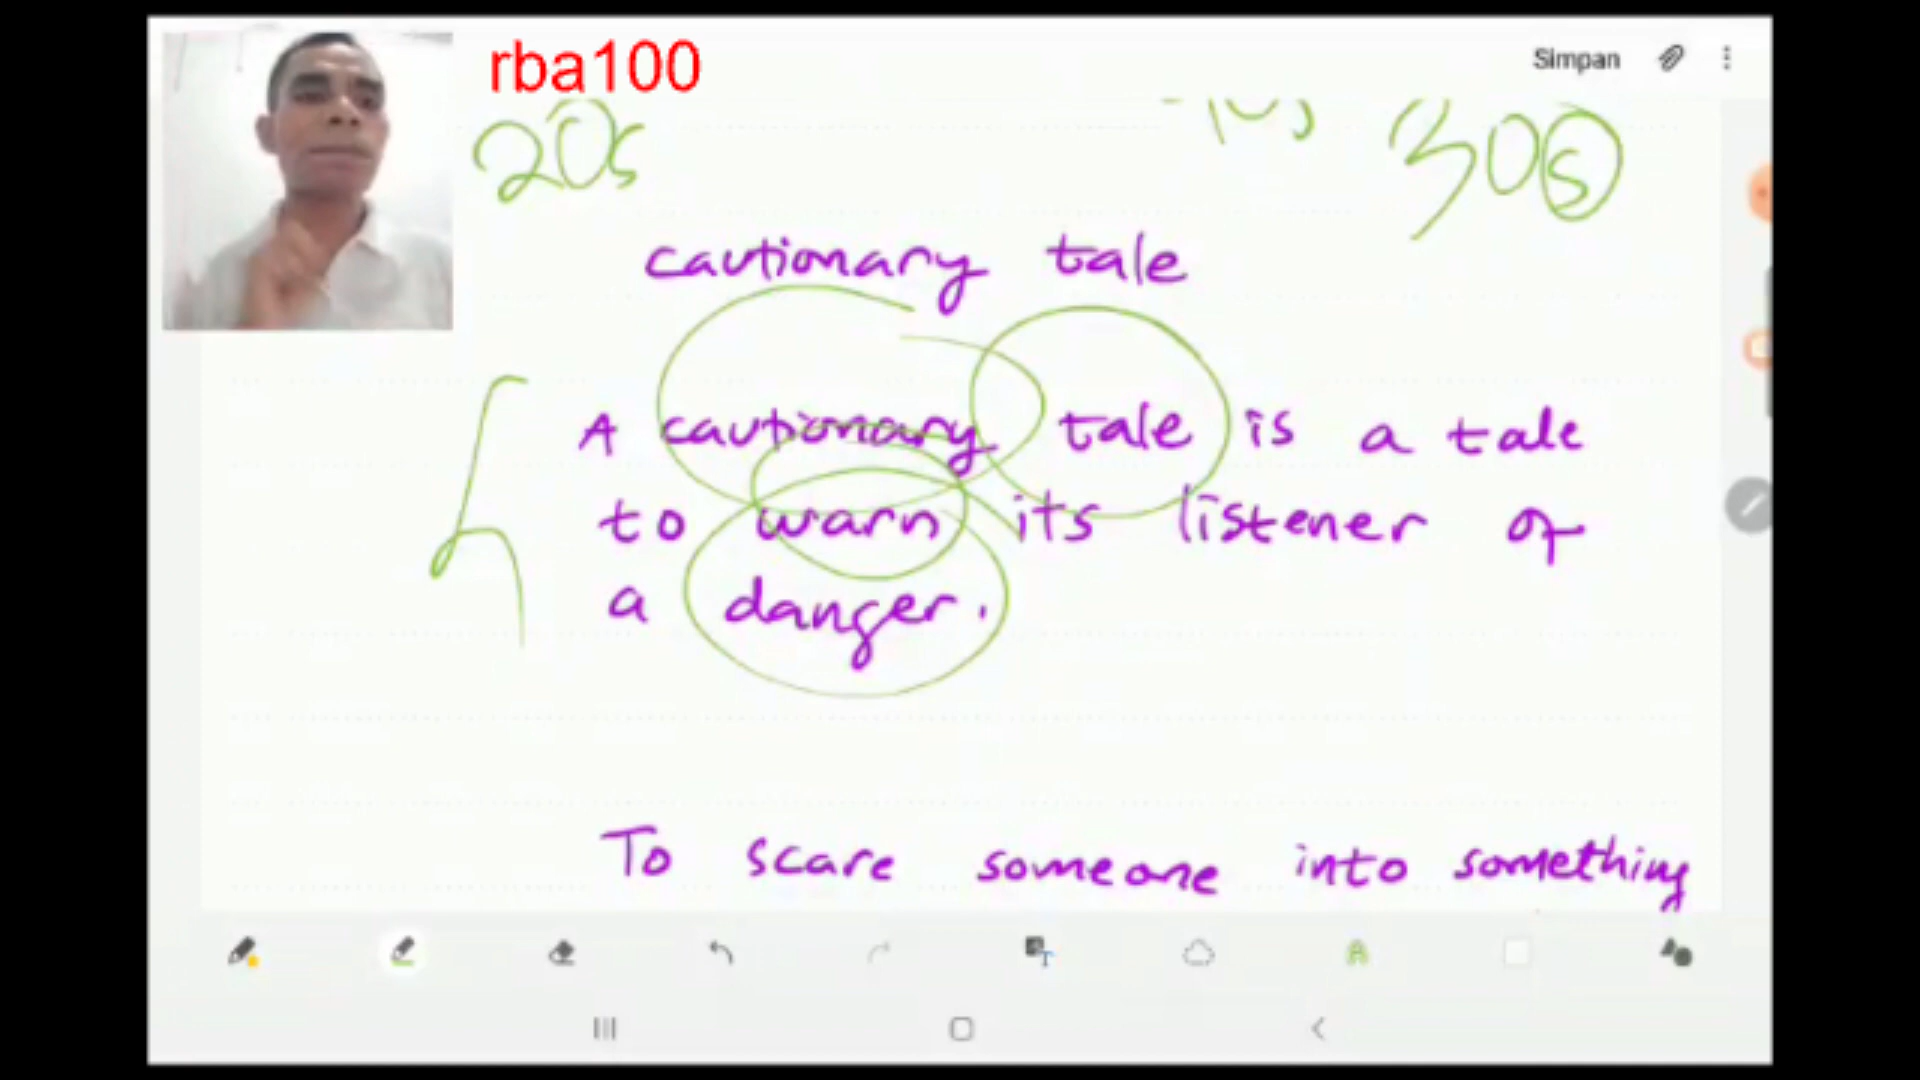 rba100
Simpan
20s
30s
cautionary tale
A cautionary tale is a tale
to warn its listener of
a danger.
To scare someone into something